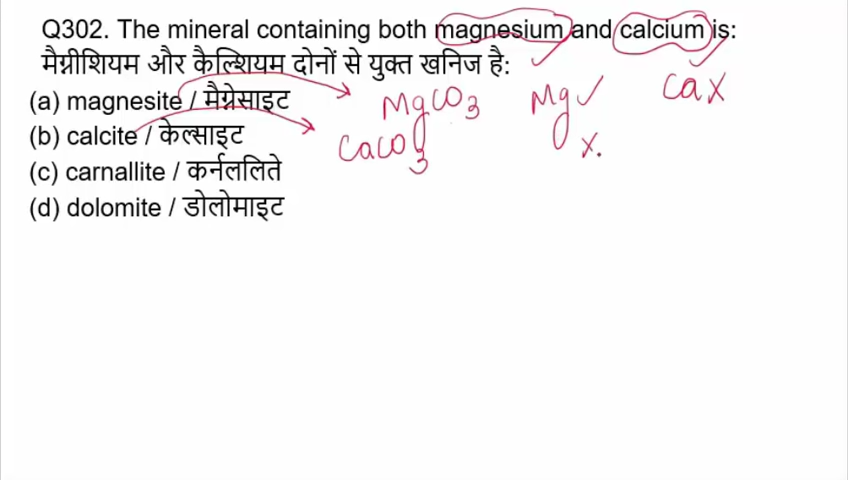 Q302. The mineral containing both magnesium and calcium is:
मैग्नीशियम और कैल्शियम दोनों से युक्त खनिज है:
(a) magnesite / मैग्नेसाइट MgCO3 Mg✓ Ca X
(b) calcite / केल्साइट CaCO3 X.
(c) carnallite / कर्नललिते
(d) dolomite / डोलोमाइट